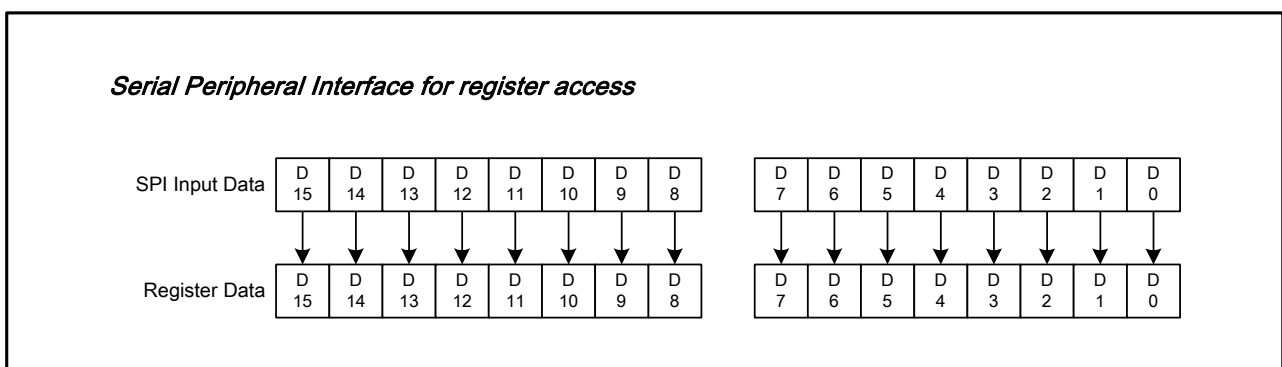 Serial Peripheral Interface for register access
SPI Input Data D 15 D 14 D 13 D 12 D 11 D 10 D 9 D 8 D 7 D 6 D 5 D 4 D 3 D 2 D 1 D 0
Register Data D 15 D 14 D 13 D 12 D 11 D 10 D 9 D 8 D 7 D 6 D 5 D 4 D 3 D 2 D 1 D 0